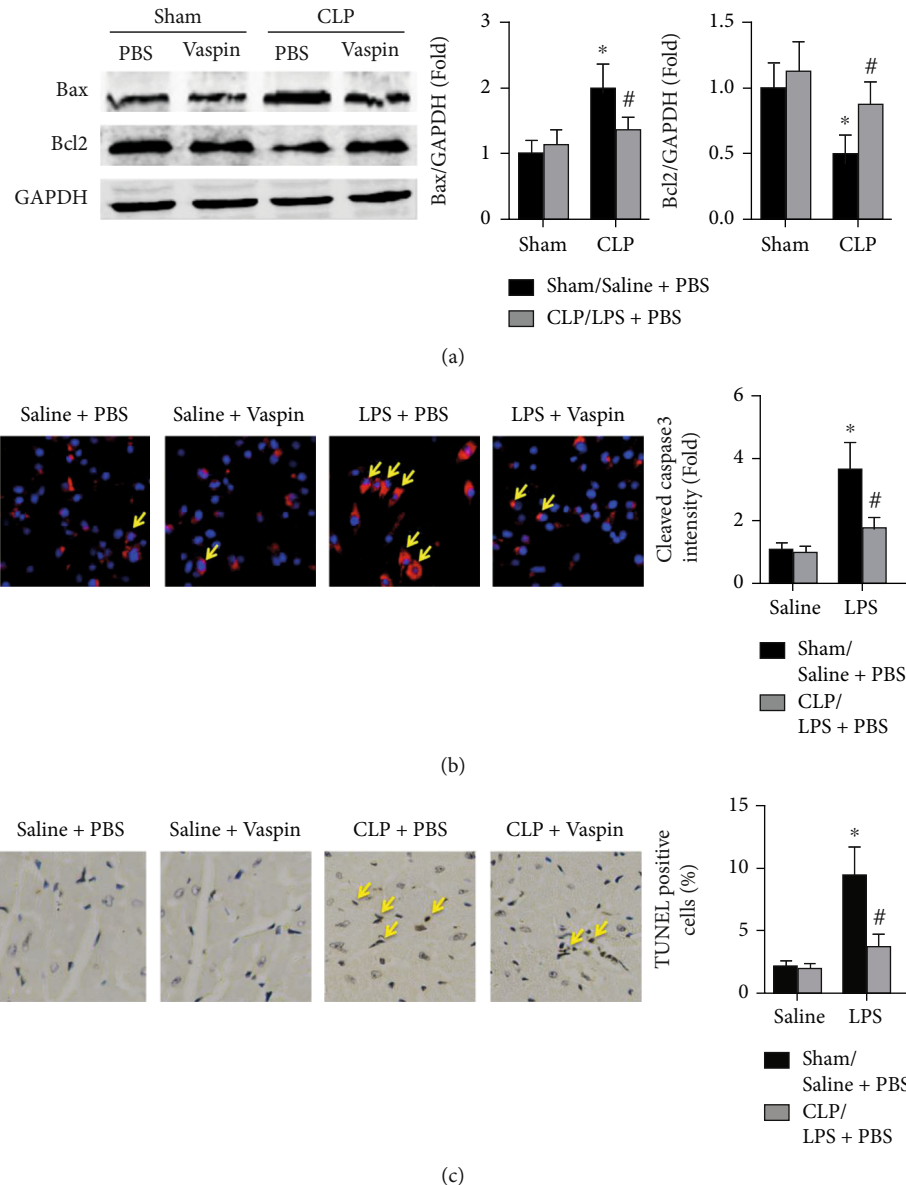 Sham CLP
PBS Vaspin PBS Vaspin
Bax
Bcl2
GAPDH
Bax/GAPDH (Fold)
3
2
1
0
*
#
Sham CLP
Bcl2/GAPDH (Fold)
1.5
1.0
0.5
0.0
*
#
Sham CLP
Sham/Saline + PBS
CLP/LPS + PBS
(a)
Saline + PBS Saline + Vaspin LPS + PBS LPS + Vaspin
Cleaved caspase3
intensity (Fold)
6
4
2
0
*
#
Saline LPS
Sham/
Saline + PBS
CLP/
LPS + PBS
(b)
Saline + PBS Saline + Vaspin CLP + PBS CLP + Vaspin
TUNEL positive
cells (%)
15
10
5
0
*
#
Saline LPS
Sham/
Saline + PBS
CLP/
LPS + PBS
(c)